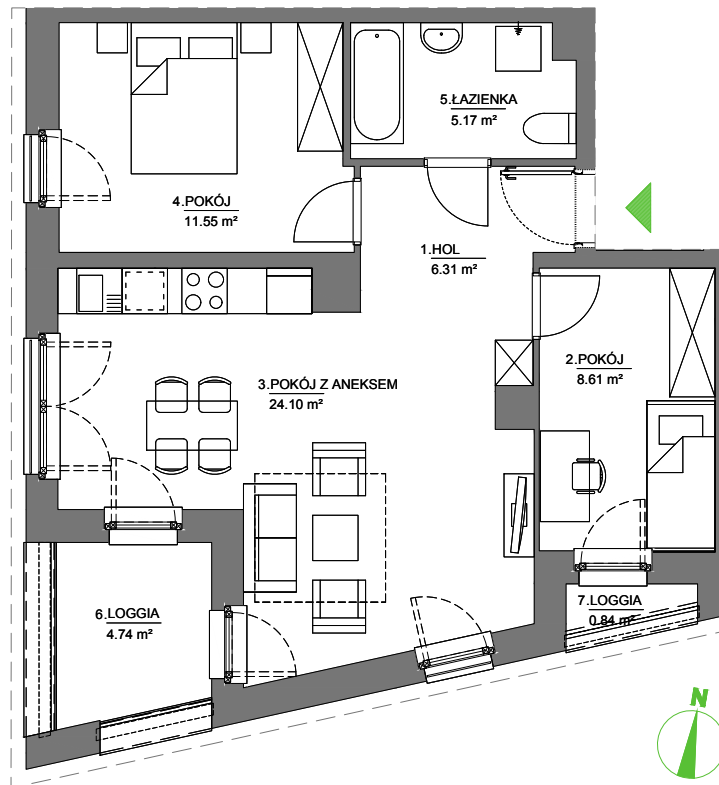 5.ŁAZIENKA
5.17 m²
4.POKÓJ
11.55 m²
1.HOL
6.31 m²
2.POKÓJ
8.61 m²
3.POKÓJ Z ANEKSEM
24.10 m²
6.LOGGIA
4.74 m²
7.LOGGIA
0.84 m²
N